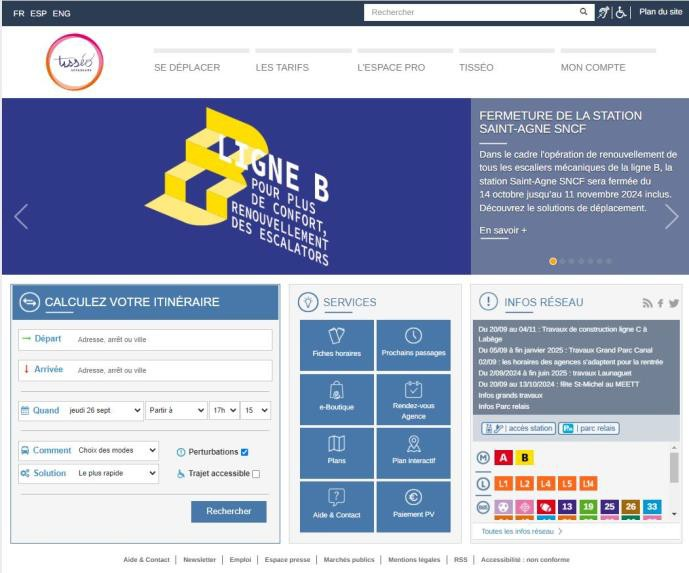 FR ESP ENG
Rechercher
Plan du site
tisséo
SE DÉPLACER
LES TARIFS
L'ESPACE PRO
TISSÉO
MON COMPTE
LIGNE B
POUR PLUS
DE CONFORT,
RENOUVELLEMENT
DES ESCALATORS
FERMETURE DE LA STATION
SAINT-AGNE SNCF
Dans le cadre l'opération de renouvellement de
tous les escaliers mécaniques de la ligne B, la
station Saint-Agne SNCF sera fermée du
14 octobre jusqu'au 11 novembre 2024 inclus.
Découvrez le solutions de déplacement.
En savoir +
CALCULEZ VOTRE ITINÉRAIRE
Départ Adresse, arrêt ou ville
Arrivée Adresse, arrêt ou ville
Quand jeudi 26 sept. Partir à 17h 15
Comment Choix des modes Perturbations
Solution Le plus rapide Trajet accessible
Rechercher
SERVICES
Fiches horaires
Prochains passages
e-Boutique
Rendez-vous
Agence
Plans
Plan interactif
Aide & Contact
Paiement PV
INFOS RÉSEAU
Du 20/09 au 04/11 : Travaux de construction ligne C à
Labège
Du 05/09 à fin janvier 2025 : Travaux Grand Parc Canal
02/09 : les horaires des agences s'adaptent pour la rentrée
Du 2/09/2024 à fin juin 2025 : travaux Launaguet
Du 20/09 au 13/10/2024 : fête St-Michel au MEETT
Infos grands travaux
Infos Parc relais
| accès station | parc relais
M A B
L L1 L2 L4 L5 L14
BUS 13 19 25 26 33
Toutes les infos réseau
Aide & Contact | Newsletter | Emploi | Espace presse | Marchés publics | Mentions légales | RSS | Accessibilité : non conforme